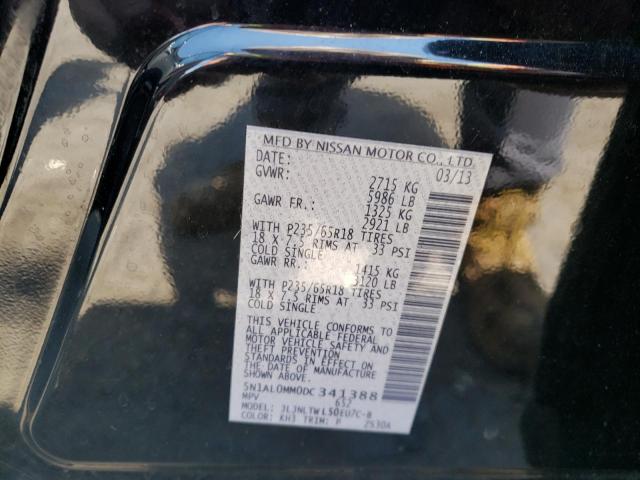 MFD BY NISSAN MOTOR CO., LTD.
DATE: 03/13
GVWR: 2715 KG
5986 LB
GAWR FR.: 1325 KG
2921 LB
WITH P235/65R18 TIRES
18 X 7.5 RIMS AT 33 PSI
COLD SINGLE
GAWR RR.: 1415 KG
3120 LB
WITH P235/65R18 TIRES
18 X 7.5 RIMS AT 33 PSI
COLD SINGLE
THIS VEHICLE CONFORMS TO
ALL APPLICABLE FEDERAL
MOTOR VEHICLE SAFETY AND
THEFT PREVENTION
STANDARDS IN EFFECT ON
THE DATE OF MANUFACTURE
SHOWN ABOVE.
5N1AL0MM0DC341388
MPV 652
MODEL: JLJNLTWL50EU7C-B
COLOR: KH3 TRIM: P 2530A